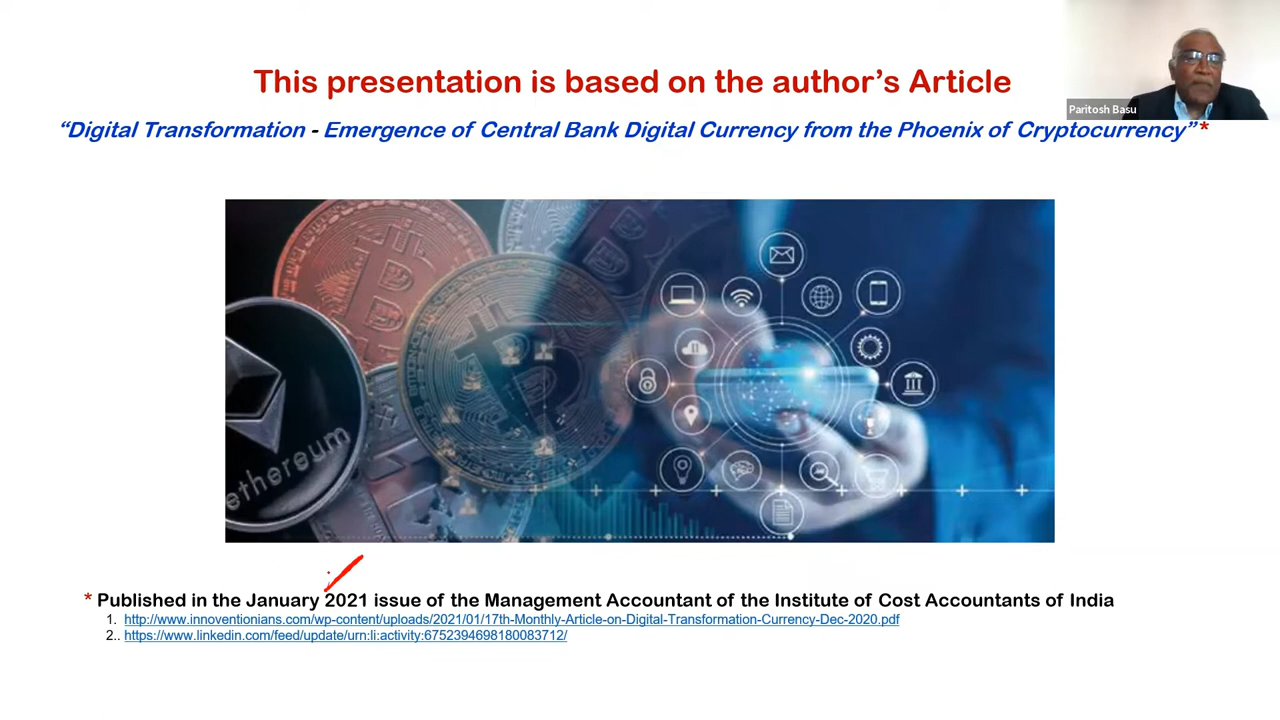 This presentation is based on the author's Article
Paritosh Basu
“Digital Transformation - Emergence of Central Bank Digital Currency from the Phoenix of Cryptocurrency”*
ethereum
* Published in the January 2021 issue of the Management Accountant of the Institute of Cost Accountants of India
1. http://www.innoventionians.com/wp-content/uploads/2021/01/17th-Monthly-Article-on-Digital-Transformation-Currency-Dec-2020.pdf
2.. https://www.linkedin.com/feed/update/urn:li:activity:6752394698180083712/